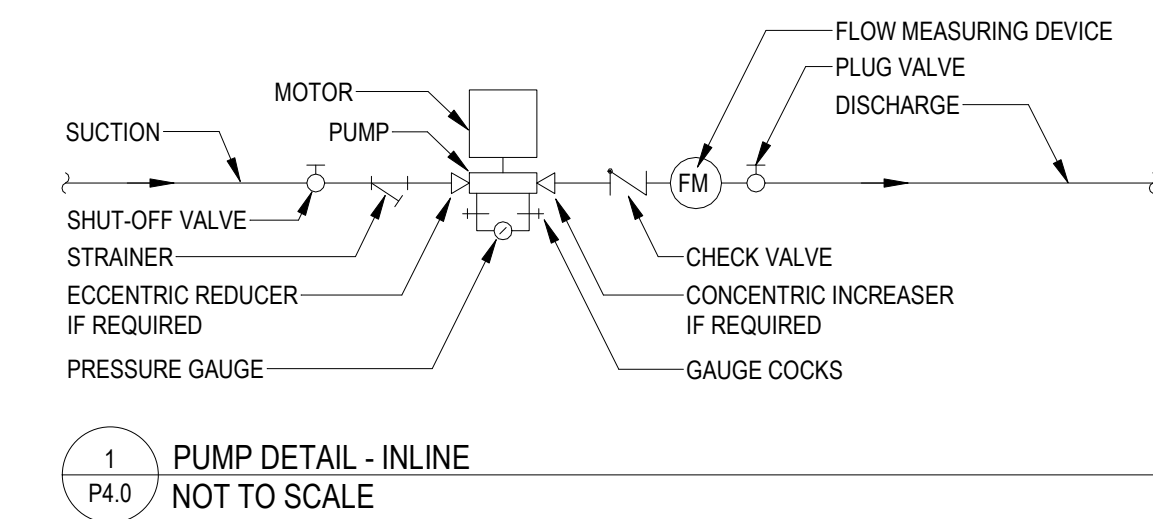 FLOW MEASURING DEVICE
PLUG VALVE
MOTOR
DISCHARGE
SUCTION
PUMP
FM
SHUT-OFF VALVE
STRAINER
CHECK VALVE
ECCENTRIC REDUCER
IF REQUIRED
CONCENTRIC INCREASER
IF REQUIRED
PRESSURE GAUGE
GAUGE COCKS
1
PUMP DETAIL - INLINE
P4.0
NOT TO SCALE